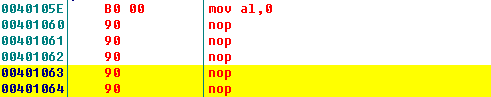 0040105E B0 00 mov al,0
00401060 90 nop
00401061 90 nop
00401062 90 nop
00401063 90 nop
00401064 90 nop